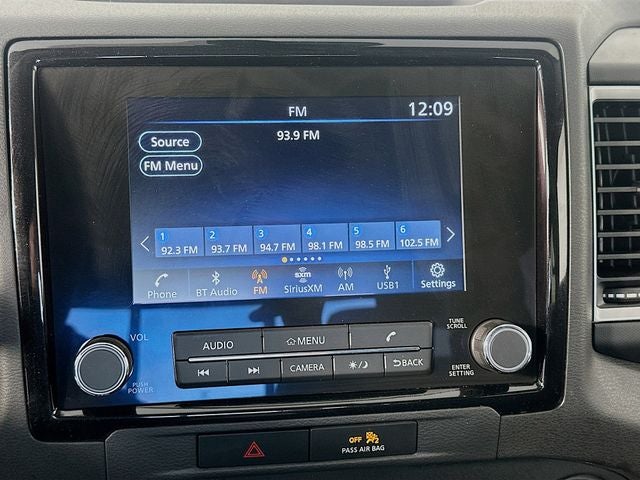 FM 12:09
93.9 FM
Source
FM Menu
1 2 3 4 5 6
92.3 FM 93.7 FM 94.7 FM 98.1 FM 98.5 FM 102.5 FM
Phone BT Audio FM sxm SiriusXM AM USB1 Settings
VOL
PUSH
POWER
AUDIO MENU
CAMERA BACK
TUNE
SCROLL
ENTER
SETTING
OFF
PASS AIR BAG